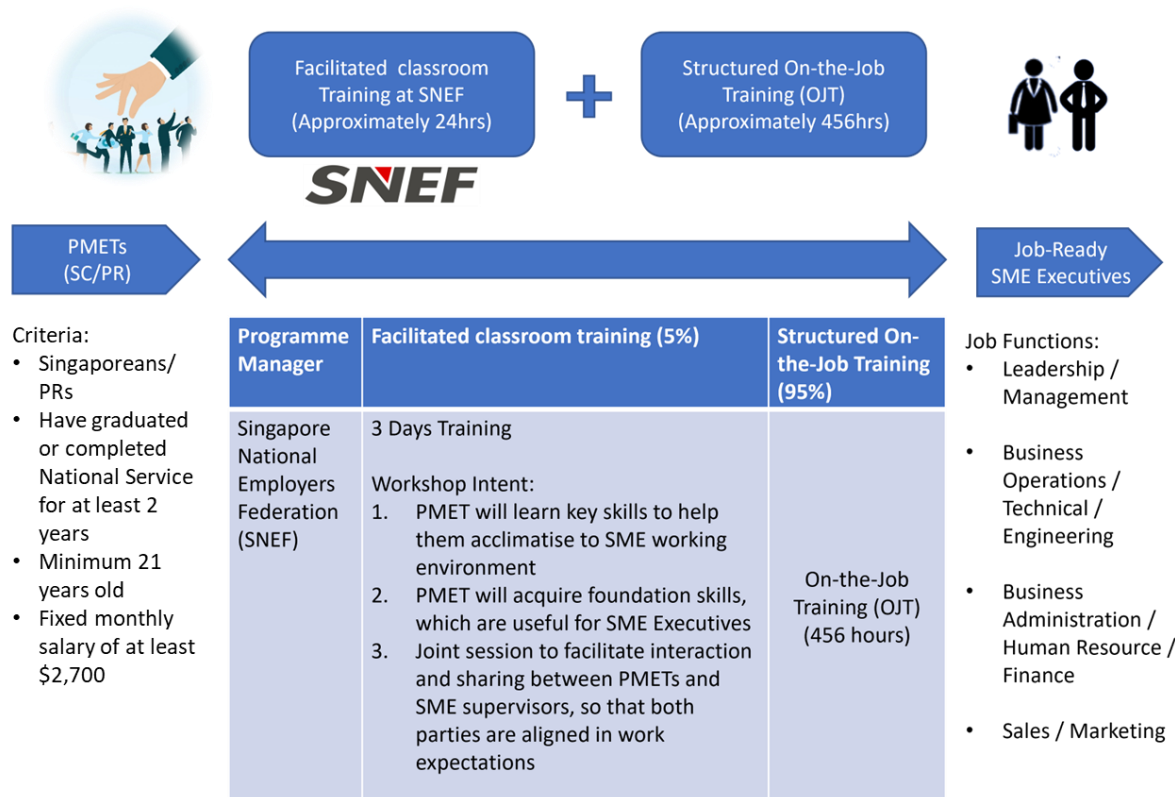 Facilitated classroom
Training at SNEF
(Approximately 24hrs)
Structured On-the-Job
Training (OJT)
(Approximately 456hrs)
SNEF
PMETs
(SC/PR)
Job-Ready
SME Executives
Criteria:
• Singaporeans/
PRs
• Have graduated
or completed
National Service
for at least 2
years
• Minimum 21
years old
• Fixed monthly
salary of at least
$2,700
Programme
Manager
Facilitated classroom training (5%)
Structured On-
the-Job Training
(95%)
Singapore
National
Employers
Federation
(SNEF)
3 Days Training
Workshop Intent:
1. PMET will learn key skills to help
them acclimatise to SME working
environment
2. PMET will acquire foundation skills,
which are useful for SME Executives
3. Joint session to facilitate interaction
and sharing between PMETs and
SME supervisors, so that both
parties are aligned in work
expectations
On-the-Job
Training (OJT)
(456 hours)
Job Functions:
• Leadership /
Management
• Business
Operations /
Technical /
Engineering
• Business
Administration /
Human Resource /
Finance
• Sales / Marketing